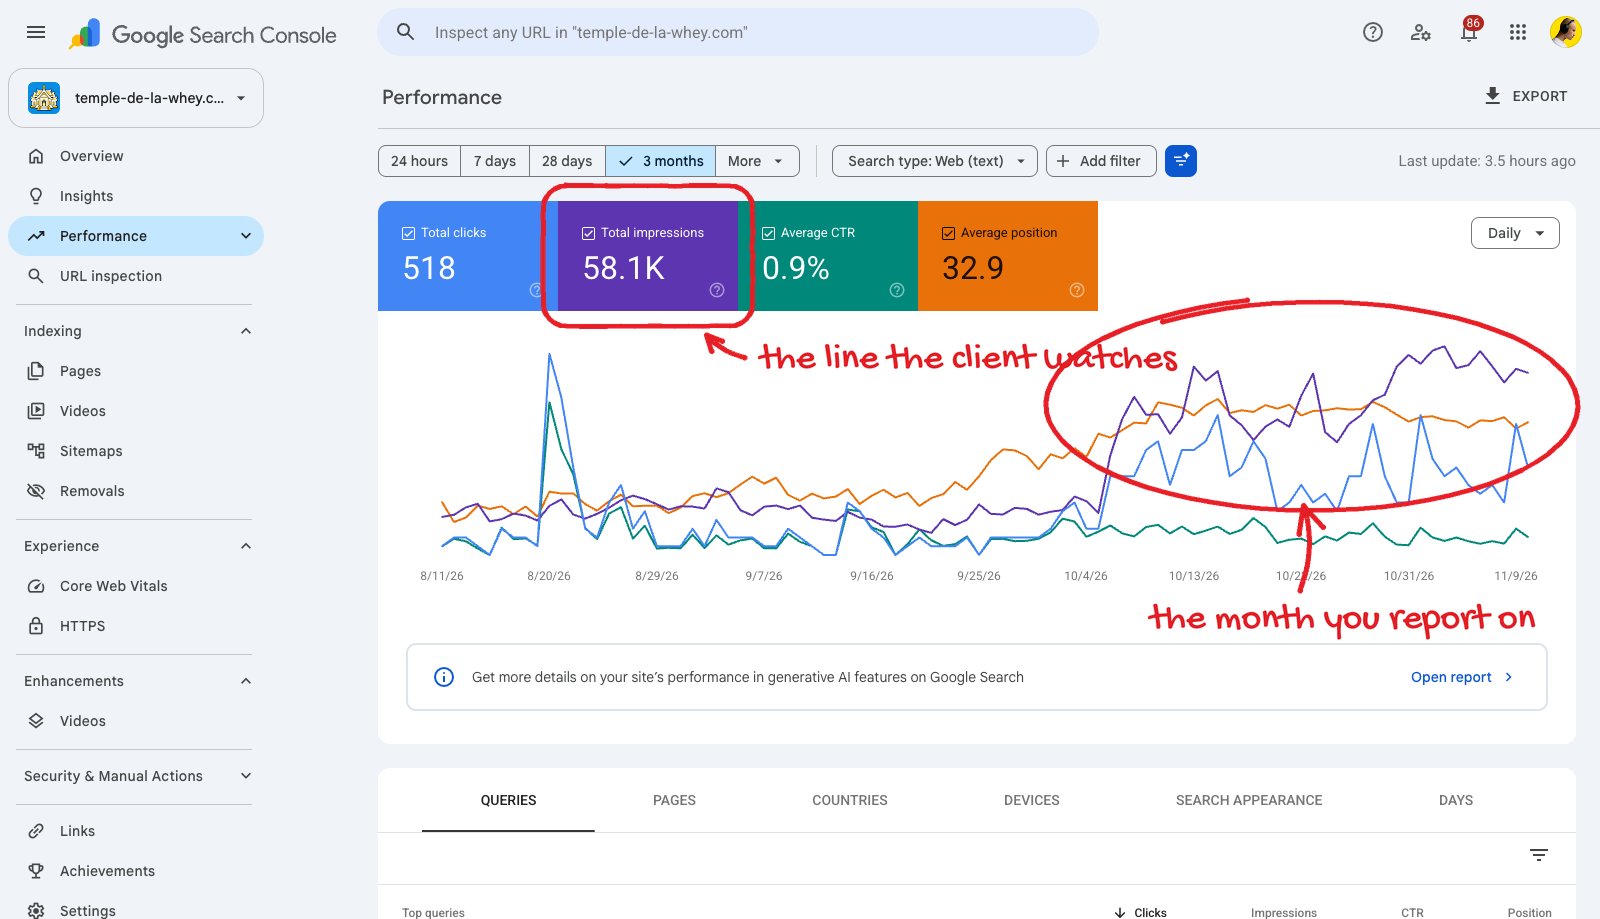 Google Search Console
Inspect any URL in "temple-de-la-whey.com"
86
temple-de-la-whey.c...
Performance
EXPORT
Overview
Insights
Performance
URL inspection
Indexing
Pages
Videos
Sitemaps
Removals
Experience
Core Web Vitals
HTTPS
Enhancements
Videos
Security & Manual Actions
Links
Achievements
Settings
24 hours
7 days
28 days
3 months
More
Search type: Web (text)
Add filter
Last update: 3.5 hours ago
Total clicks
518
Total impressions
58.1K
Average CTR
0.9%
Average position
32.9
Daily
the line the client watches
8/11/26
8/20/26
8/29/26
9/7/26
9/16/26
9/25/26
10/4/26
10/13/26
10/22/26
10/31/26
11/9/26
the month you report on
Get more details on your site's performance in generative AI features on Google Search
Open report
QUERIES
PAGES
COUNTRIES
DEVICES
SEARCH APPEARANCE
DAYS
Top queries
Clicks
Impressions
CTR
Position